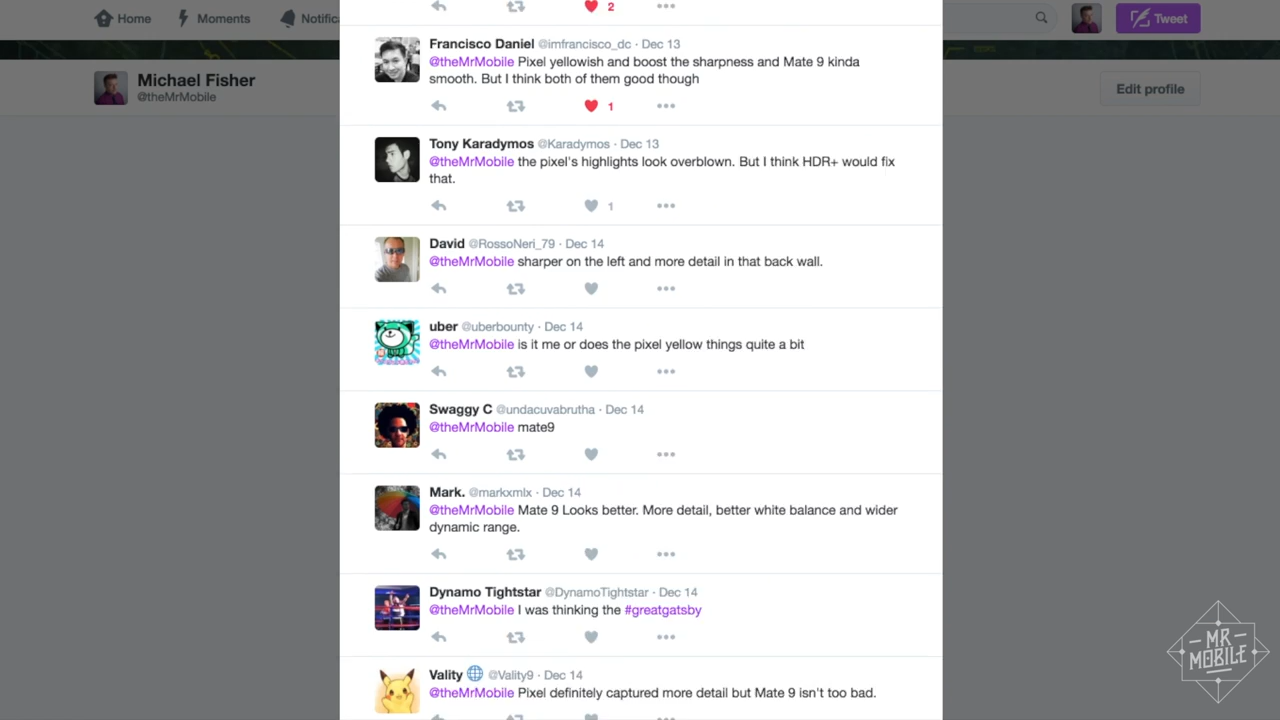 Home
Moments
Notific
Tweet
2
Michael Fisher
@theMrMobile
Edit profile
Francisco Daniel @imfrancisco_dc · Dec 13
@theMrMobile Pixel yellowish and boost the sharpness and Mate 9 kinda
smooth. But I think both of them good though
1
Tony Karadymos @Karadymos · Dec 13
@theMrMobile the pixel's highlights look overblown. But I think HDR+ would fix
that.
1
David @RossoNeri_79 · Dec 14
@theMrMobile sharper on the left and more detail in that back wall.
uber @uberbounty · Dec 14
@theMrMobile is it me or does the pixel yellow things quite a bit
Swaggy C @undacuvabrutha · Dec 14
@theMrMobile mate9
Mark. @markxmlx · Dec 14
@theMrMobile Mate 9 Looks better. More detail, better white balance and wider
dynamic range.
Dynamo Tightstar @DynamoTightstar · Dec 14
@theMrMobile I was thinking the #greatgatsby
Vality @Vality9 · Dec 14
@theMrMobile Pixel definitely captured more detail but Mate 9 isn't too bad.
MR
MOBILE